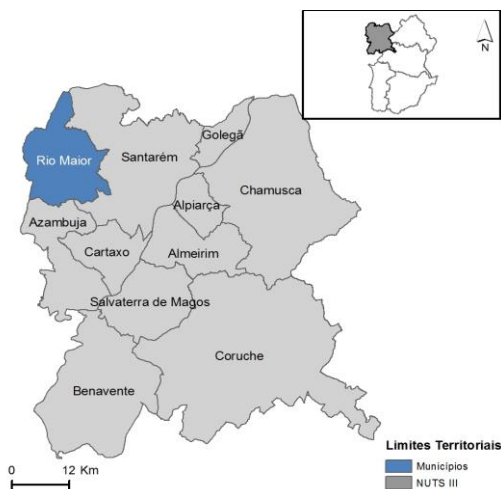 N
Golegã
Rio Maior
Santarém
Chamusca
Alpiarça
Azambuja
Cartaxo
Almeirim
Salvaterra de Magos
Coruche
Benavente
Limites Territoriais
0 12 Km
Municípios
NUTS III